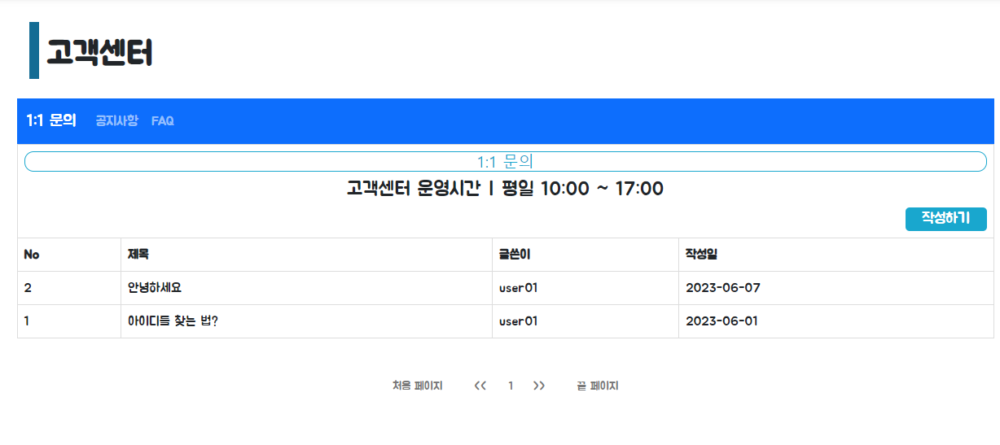 고객센터
1:1 문의 공지사항 FAQ
1:1 문의
고객센터 운영시간 | 평일 10:00 ~ 17:00
작성하기
No 제목 글쓴이 작성일
2 안녕하세요 user01 2023-06-07
1 아이디를 찾는 법? user01 2023-06-01
처음 페이지 << 1 >> 끝 페이지